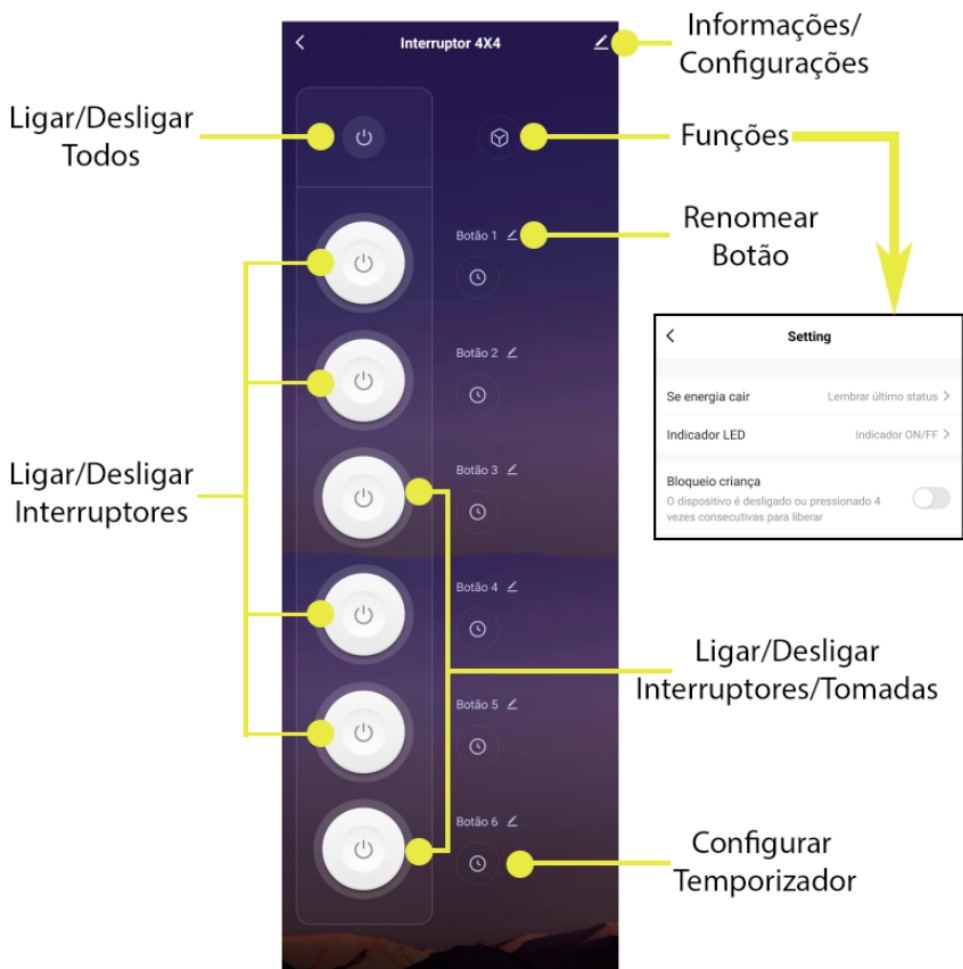 Interruptor 4X4
Informações/
Configurações
Ligar/Desligar
Todos
Funções
Botão 1
Renomear
Botão
Setting
Se energia cair
Lembrar último status
Indicador LED
Indicador ON/FF
Bloqueio criança
O dispositivo é desligado ou pressionado 4
vezes consecutivas para liberar
Botão 2
Botão 3
Ligar/Desligar
Interruptores
Botão 4
Ligar/Desligar
Interruptores/Tomadas
Botão 5
Botão 6
Configurar
Temporizador